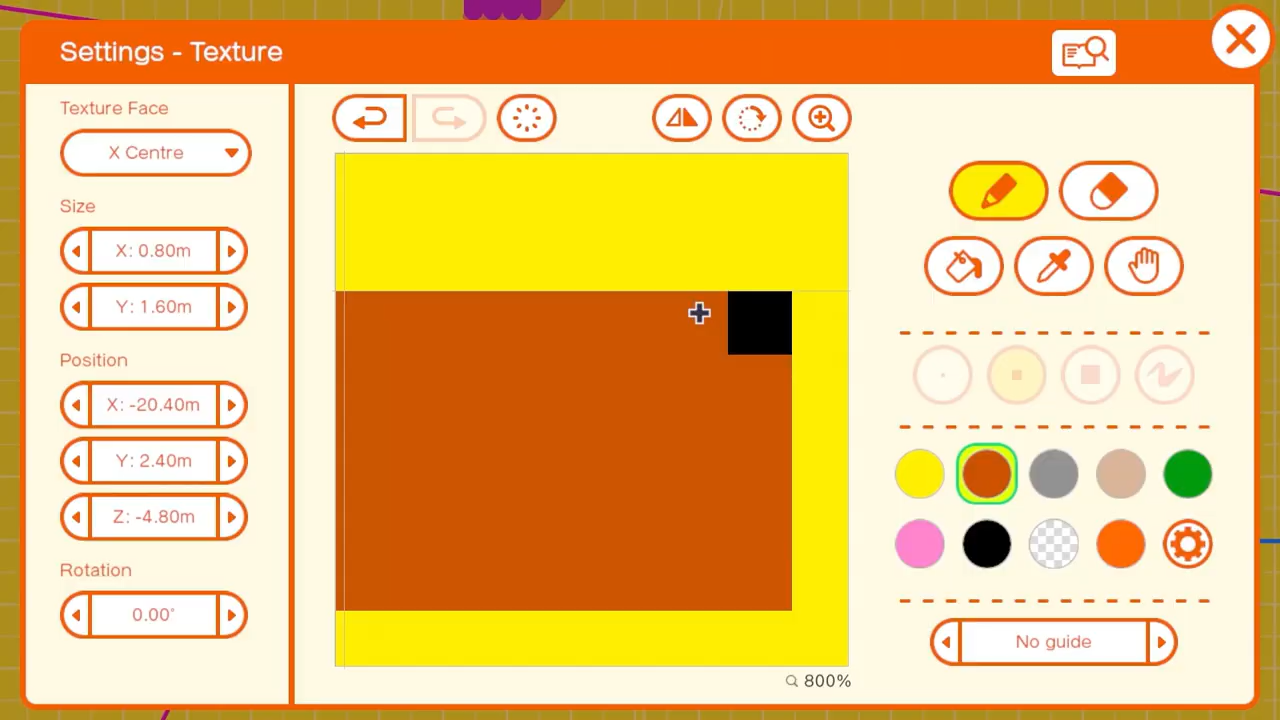 Settings - Texture
Texture Face
X Centre
Size
X: 0.80m
Y: 1.60m
Position
X: -20.40m
Y: 2.40m
Z: -4.80m
Rotation
0.00°
No guide
800%